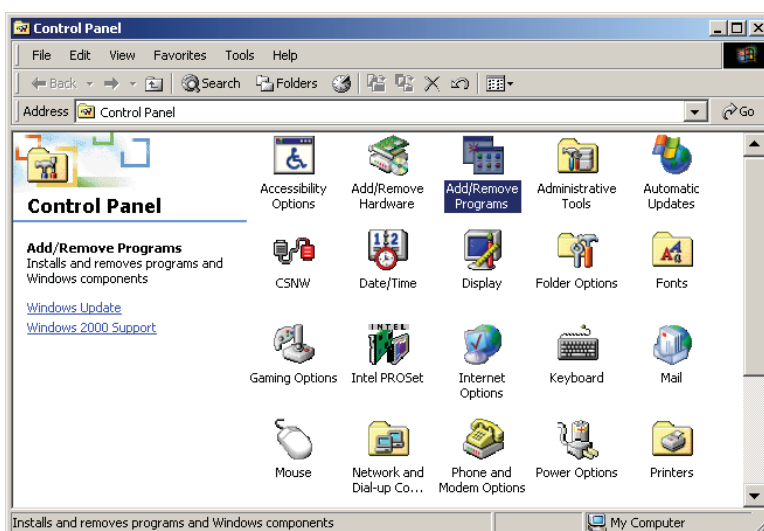 Control Panel
File Edit View Favorites Tools Help
Back Search Folders
Address Control Panel Go
Control Panel
Add/Remove Programs
Installs and removes programs and
Windows components
Windows Update
Windows 2000 Support
Accessibility
Options
Add/Remove
Hardware
Add/Remove
Programs
Administrative
Tools
Automatic
Updates
CSNW
Date/Time
Display
Folder Options
Fonts
Gaming Options
INTEL
Intel PROSet
Internet
Options
Keyboard
Mail
Mouse
Network and
Dial-up Co...
Phone and
Modem Options
Power Options
Printers
Installs and removes programs and Windows components
My Computer